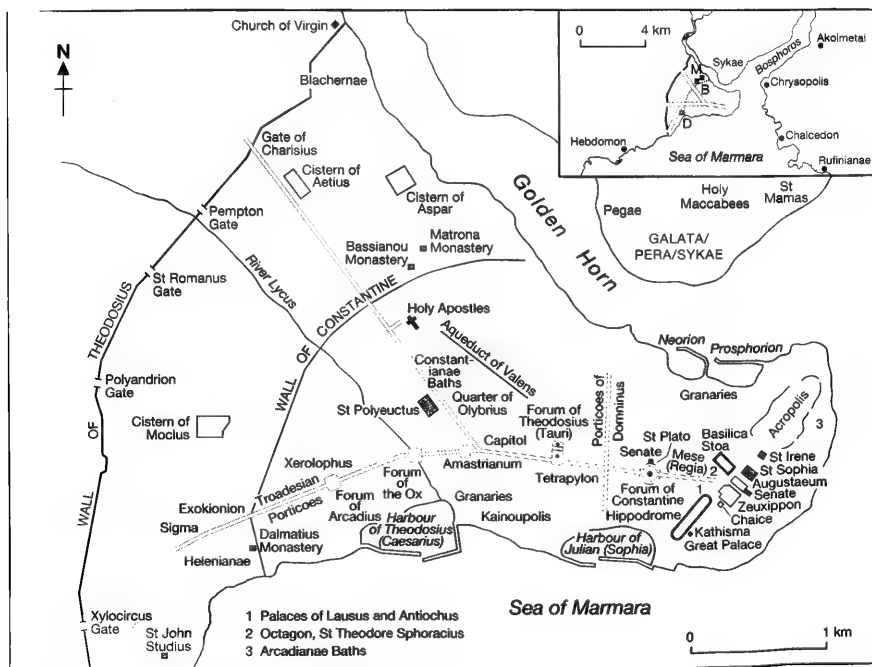 Church of Virgin
N
Blachernae
Gate of
Charisius
Cistern of
Aetius
Cistern of
Aspar
Pempton
Gate
Matrona
Monastery
Bassianou
Monastery
River Lycus
St Romanus
Gate
WALL OF THEODOSIUS
WALL OF CONSTANTINE
Golden Horn
0 4 km
Akoimetai
Sykae
Bosphoros
M
B
D
Chrysopolis
Chalcedon
Hebdomon
Sea of Marmara
Rufinianae
Pegae
Holy
Maccabees
St
Mamas
GALATA/
PERA/SYKAE
Holy Apostles
Aqueduct of Valens
Constant-
ianae
Baths
Neorion
Prosphorion
Granaries
Polyandrion
Gate
Cistern of
Mocius
St Polyeuctus
Quarter of
Olybrius
Forum of
Theodosius
(Tauri)
Porticoes of
Domninus
Acropolis
3
Capitol
St Plato
Senate
Mese
(Regia)
Basilica
Stoa
2
St Irene
St Sophia
Augustaeum
Senate
Zeuxippon
Chalce
1
Xerolophus
Amastrianum
Tetrapylon
Forum of
Constantine
Hippodrome
Kathisma
Great Palace
Exokionion
Troadesian
Porticoes
Sigma
Forum
of
Arcadius
Forum
of
the Ox
Granaries
Kainoupolis
Harbour
of Theodosius
(Caesarius)
Harbour of
Julian (Sophia)
Dalmatius
Monastery
Helenianae
Xylocircus
Gate
St John
Studius
Sea of Marmara
1 Palaces of Lausus and Antiochus
2 Octagon, St Theodore Sphoracius
3 Arcadianae Baths
0 1 km